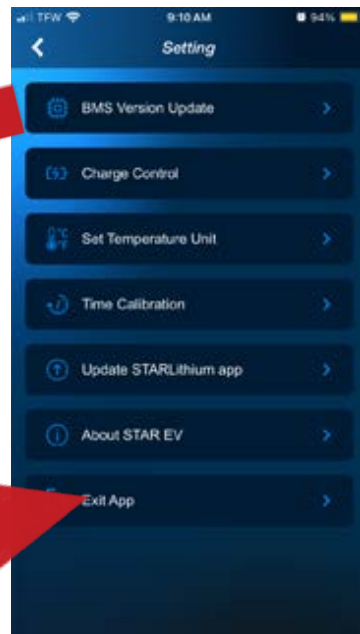 TFW 9:10 AM 94%
Setting
BMS Version Update
Charge Control
°C
°F
Set Temperature Unit
Time Calibration
Update STARLithium app
About STAR EV
Exit App